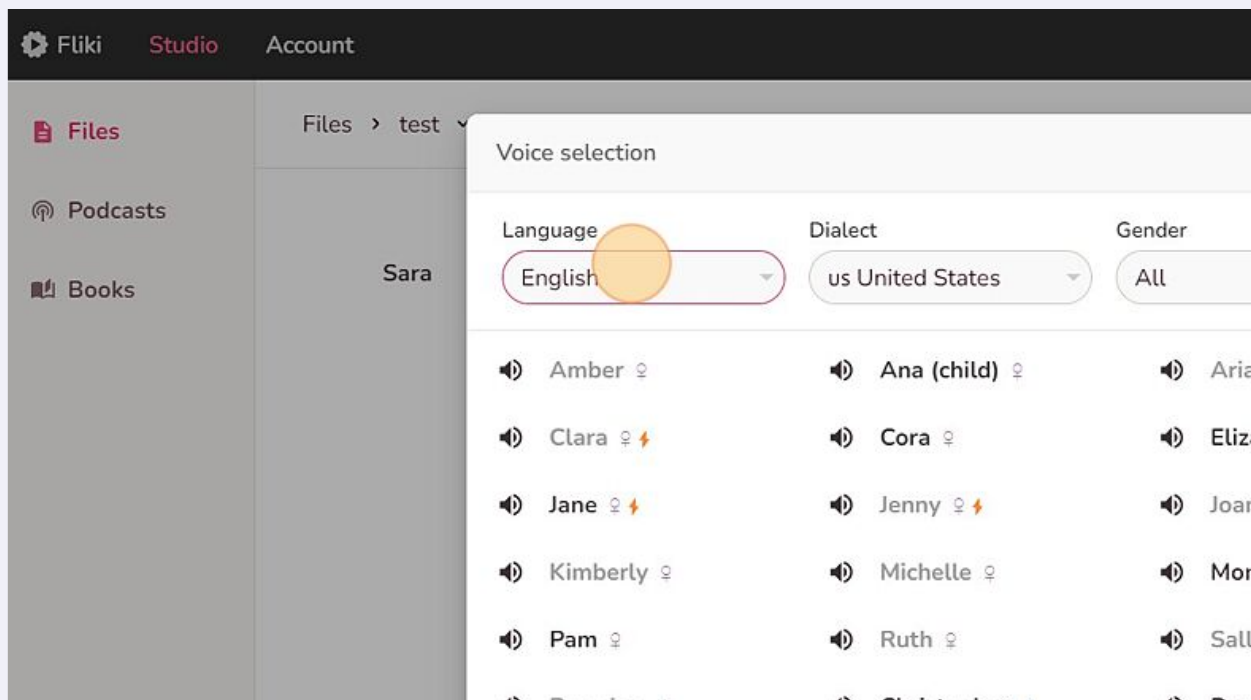 Fliki Studio Account
Files
Podcasts
Books
Files > test
Sara
Voice selection
Language Dialect Gender
English us United States All
Amber ♀ Ana (child) ♀
Clara ♀ Cora ♀
Jane ♀ Jenny ♀
Kimberly ♀ Michelle ♀
Pam ♀ Ruth ♀